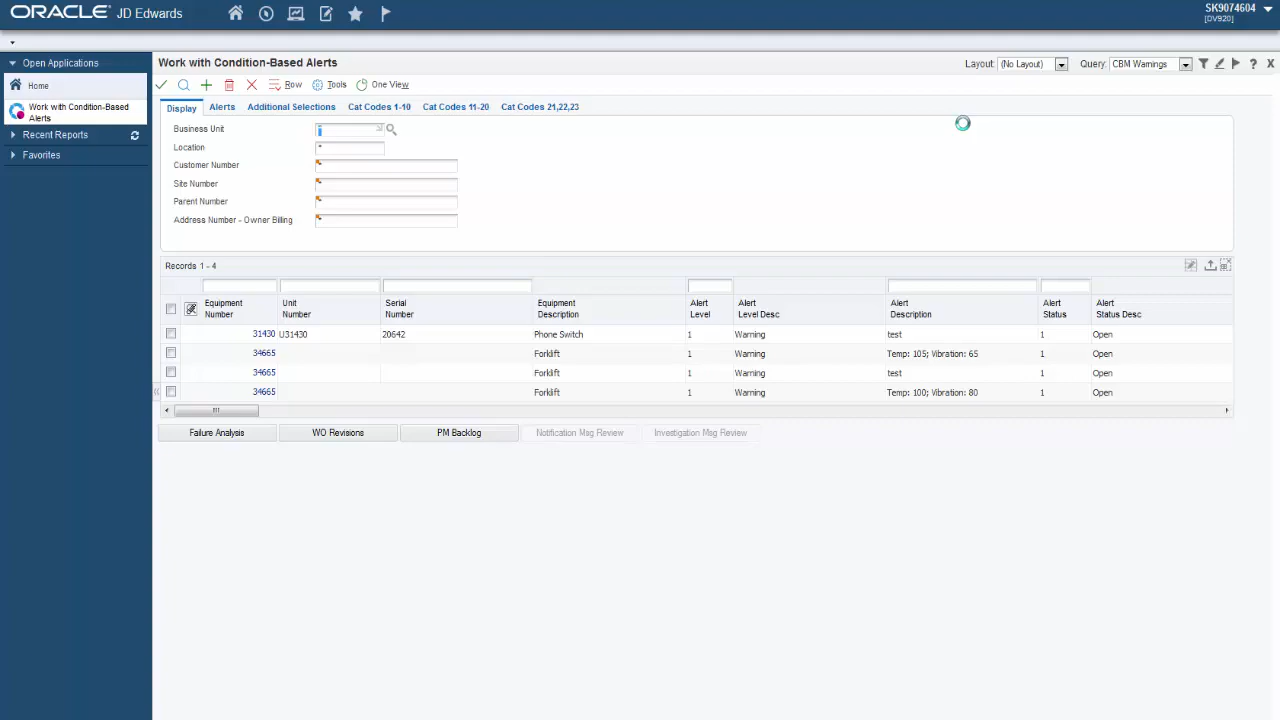 ORACLE JD Edwards
SK9074604
[DV920]
Open Applications
Home
Work with Condition-Based
Alerts
Recent Reports
Favorites
Work with Condition-Based Alerts
Layout: (No Layout) Query: CBM Warnings
Row Tools One View
Display Alerts Additional Selections Cat Codes 1-10 Cat Codes 11-20 Cat Codes 21,22,23
Business Unit *
Location *
Customer Number *
Site Number *
Parent Number *
Address Number - Owner Billing *
Records 1 - 4
Equipment Number Unit Number Serial Number Equipment Description Alert Level Alert Level Desc Alert Description Alert Status Alert Status Desc
31430 U31430 20642 Phone Switch 1 Warning test 1 Open
34665 Forklift 1 Warning Temp: 105; Vibration: 65 1 Open
34665 Forklift 1 Warning test 1 Open
34665 Forklift 1 Warning Temp: 100; Vibration: 80 1 Open
Failure Analysis WO Revisions PM Backlog Notification Msg Review Investigation Msg Review